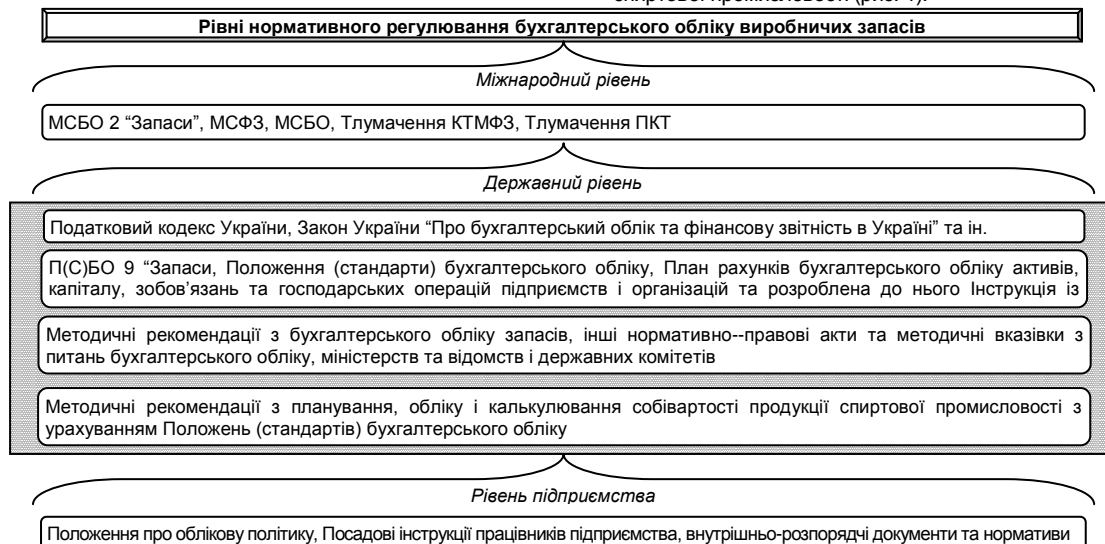 Рівні нормативного регулювання бухгалтерського обліку виробничих запасів
Міжнародний рівень
МСБО 2 “Запаси”, МСФЗ, МСБО, Тлумачення КТМФЗ, Тлумачення ПКТ
Державний рівень
Податковий кодекс України, Закон України “Про бухгалтерський облік та фінансову звітність в Україні” та ін.
П(С)БО 9 “Запаси, Положення (стандарти) бухгалтерського обліку, План рахунків бухгалтерського обліку активів,
капіталу, зобов’язань та господарських операцій підприємств і організацій та розроблена до нього Інструкція із
Методичні рекомендації з бухгалтерського обліку запасів, інші нормативно--правові акти та методичні вказівки з
питань бухгалтерського обліку, міністерств та відомств і державних комітетів
Методичні рекомендації з планування, обліку і калькулювання собівартості продукції спиртової промисловості з
урахуванням Положень (стандартів) бухгалтерського обліку
Рівень підприємства
Положення про облікову політику, Посадові інструкції працівників підприємства, внутрішньо-розпорядчі документи та нормативи